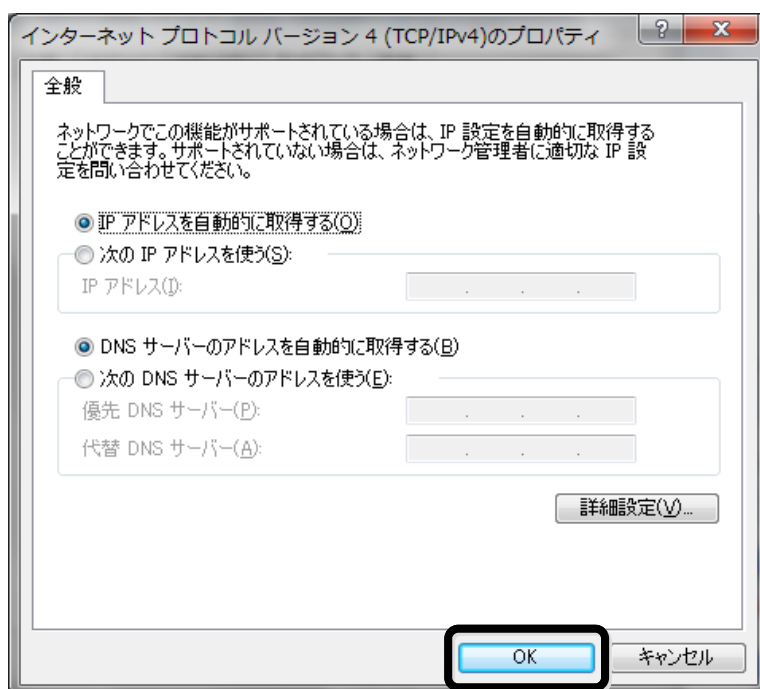 インターネット プロトコル バージョン 4 (TCP/IPv4)のプロパティ
全般
ネットワークでこの機能がサポートされている場合は、IP 設定を自動的に取得する
ことができます。サポートされていない場合は、ネットワーク管理者に適切な IP 設
定を問い合わせてください。
IP アドレスを自動的に取得する(O)
次の IP アドレスを使う(S):
IP アドレス(I):
DNS サーバーのアドレスを自動的に取得する(B)
次の DNS サーバーのアドレスを使う(E):
優先 DNS サーバー(P):
代替 DNS サーバー(A):
詳細設定(V)...
OK
キャンセル